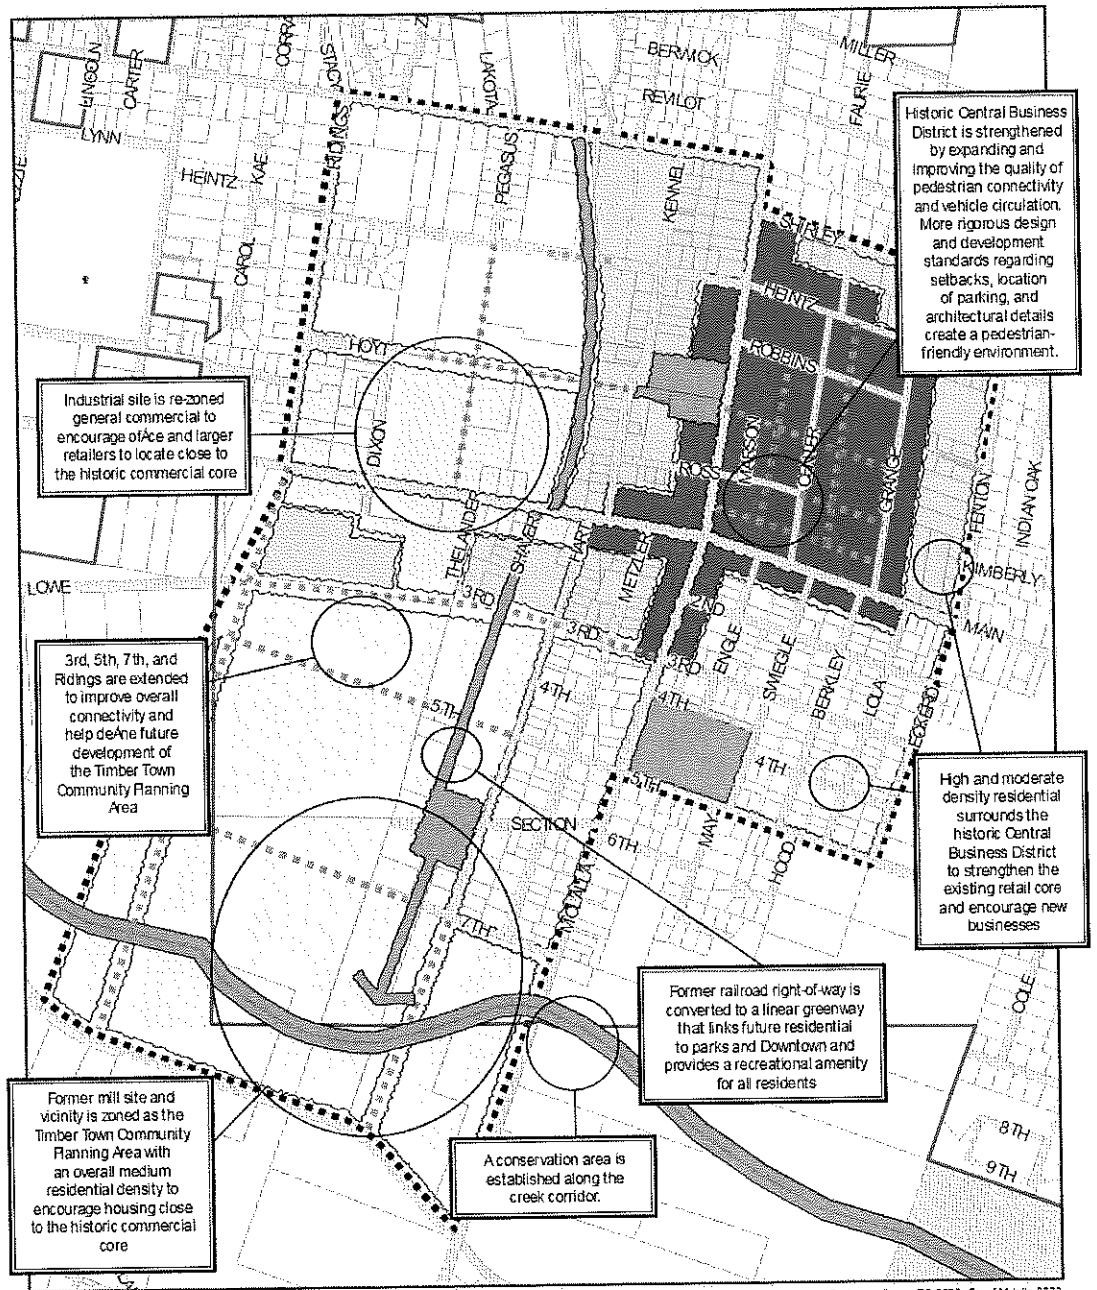 MILLER
BERWICK
FAURIE
REVILOT
LINCOLN
CARTER
CORRA
STACY
LAKOTA
LYNN
RIDINGS
PEGASUS
KENNEL
HEINTZ
KAE
CAROL
SHIRLEY
HEINTZ
HOYT
ROBBINS
DIXON
MARSON
CENTER
GRANGE
ROSS
FENTON
INDIAN OAK
THELANDER
SHAVER
HART
METZLER
KIMBERLY
LOWE
3RD
3RD
2ND
3RD
MAIN
ENGLE
SMEGLE
BERKLEY
LOLA
ECKERD
4TH
4TH
4TH
5TH
5TH
SECTION
6TH
MAY
HOOD
MOLALLA
7TH
COLE
8TH
9TH
Historic Central Business
District is strengthened
by expanding and
improving the quality of
pedestrian connectivity
and vehicle circulation.
More rigorous design
and development
standards regarding
setbacks, location
of parking, and
architectural details
create a pedestrian-
friendly environment.
Industrial site is re-zoned
general commercial to
encourage ofÂce and larger
retailers to locate close to
the historic commercial core
3rd, 5th, 7th, and
Ridings are extended
to improve overall
connectivity and
help deÂne future
development of
the Timber Town
Community Planning
Area
High and moderate
density residential
surrounds the
historic Central
Business District
to strengthen the
existing retail core
and encourage new
businesses
Former railroad right-of-way is
converted to a linear greenway
that links future residential
to parks and Downtown and
provides a recreational amenity
for all residents
Former mill site and
vicinity is zoned as the
Timber Town Community
Planning Area with
an overall medium
residential density to
encourage housing close
to the historic commercial
core
A conservation area is
established along the
creek corridor.